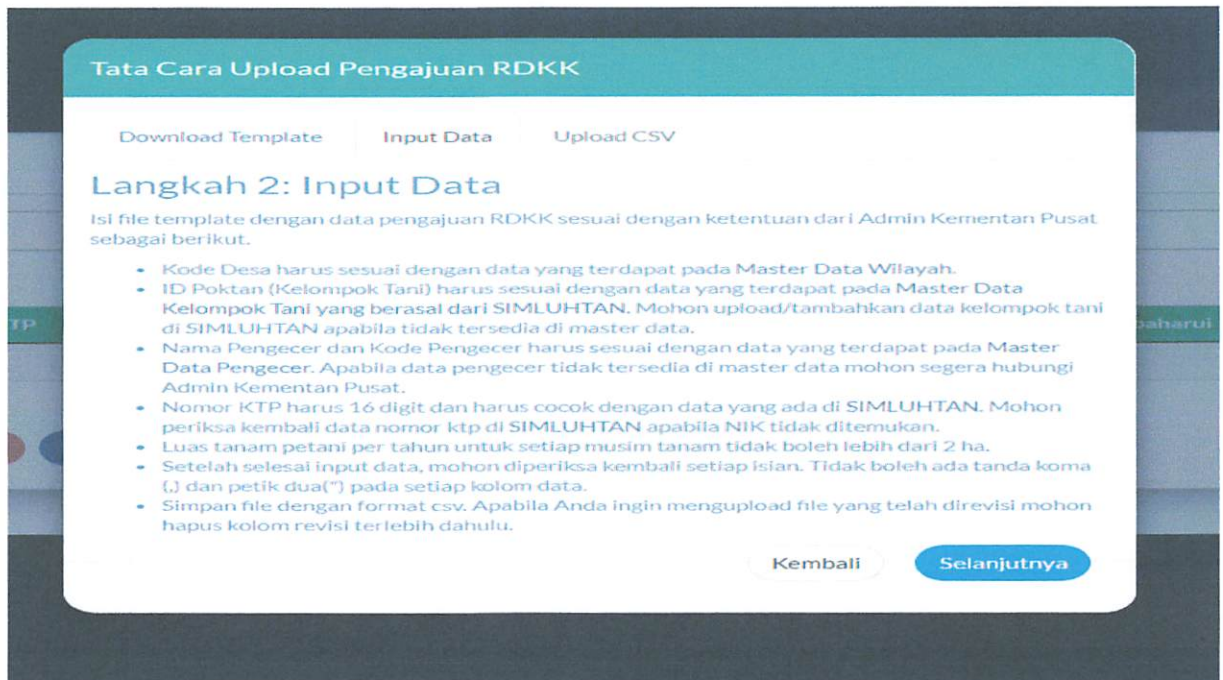 Tata Cara Upload Pengajuan RDKK
Download Template Input Data Upload CSV
Langkah 2: Input Data
Isi file template dengan data pengajuan RDKK sesuai dengan ketentuan dari Admin Kementan Pusat
sebagai berikut.
• Kode Desa harus sesuai dengan data yang terdapat pada Master Data Wilayah.
• ID Poktan (Kelompok Tani) harus sesuai dengan data yang terdapat pada Master Data
Kelompok Tani yang berasal dari SIMLUHTAN. Mohon upload/tambahkan data kelompok tani
di SIMLUHTAN apabila tidak tersedia di master data.
TP
baharui
• Nama Pengecer dan Kode Pengecer harus sesuai dengan data yang terdapat pada Master
Data Pengecer. Apabila data pengecer tidak tersedia di master data mohon segera hubungi
Admin Kementan Pusat.
• Nomor KTP harus 16 digit dan harus cocok dengan data yang ada di SIMLUHTAN. Mohon
periksa kembali data nomor ktp di SIMLUHTAN apabila NIK tidak ditemukan.
• Luas tanam petani per tahun untuk setiap musim tanam tidak boleh lebih dari 2 ha.
• Setelah selesai input data, mohon diperiksa kembali setiap isian. Tidak boleh ada tanda koma
(,) dan petik dua(") pada setiap kolom data.
• Simpan file dengan format csv. Apabila Anda ingin mengupload file yang telah direvisi mohon
hapus kolom revisi terlebih dahulu.
Kembali Selanjutnya